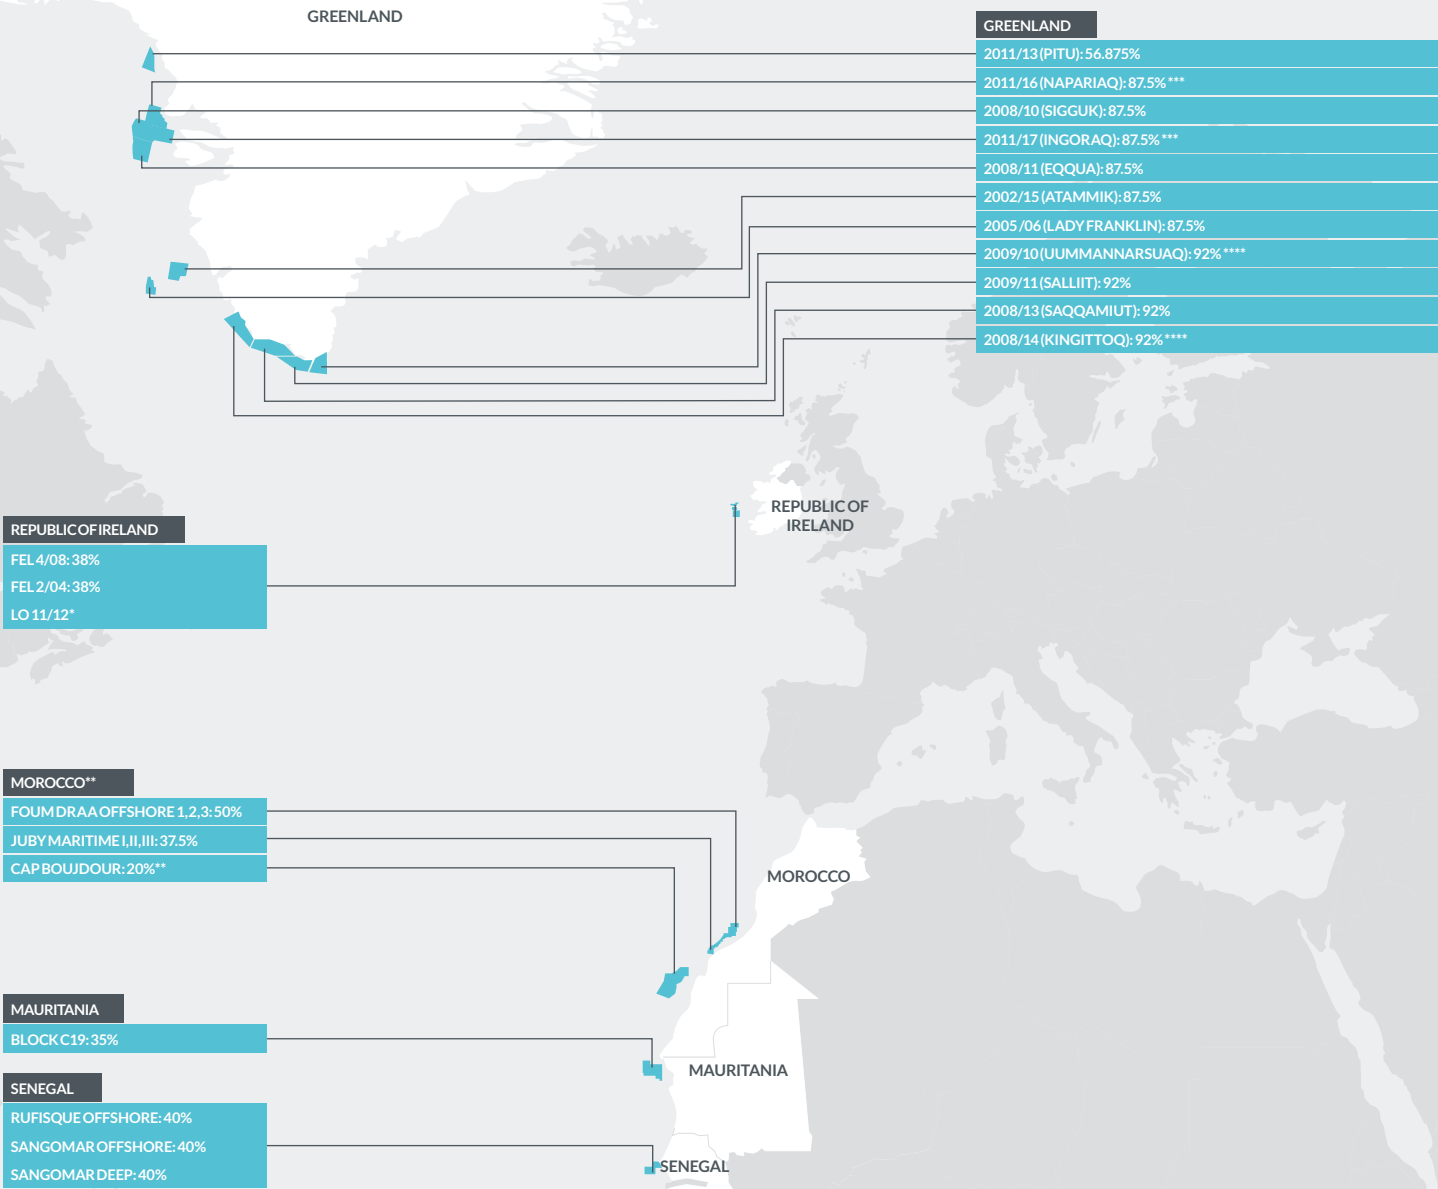 GREENLAND
GREENLAND
2011/13 (PITU): 56.875%
2011/16 (NAPARIAQ): 87.5% ***
2008/10 (SIGGUK): 87.5%
2011/17 (INGORAQ): 87.5% ***
2008/11 (EQQUA): 87.5%
2002/15 (ATAMMIK): 87.5%
2005 /06 (LADY FRANKLIN): 87.5%
2009/10 (UUMMANNARSUAQ): 92% ****
2009/11 (SALLIIT): 92%
2008/13 (SAQQAMIUT): 92%
2008/14 (KINGITTOQ): 92% ****
REPUBLIC OF
IRELAND
REPUBLIC OF IRELAND
FEL 4/08: 38%
FEL 2/04: 38%
LO 11/12*
MOROCCO**
FOUM DRAA OFFSHORE 1,2,3: 50%
JUBY MARITIME I,II,III: 37.5%
CAP BOUJDOUR: 20%**
MOROCCO
MAURITANIA
BLOCK C19: 35%
MAURITANIA
SENEGAL
RUFISQUE OFFSHORE: 40%
SANGOMAR OFFSHORE: 40%
SANGOMAR DEEP: 40%
SENEGAL